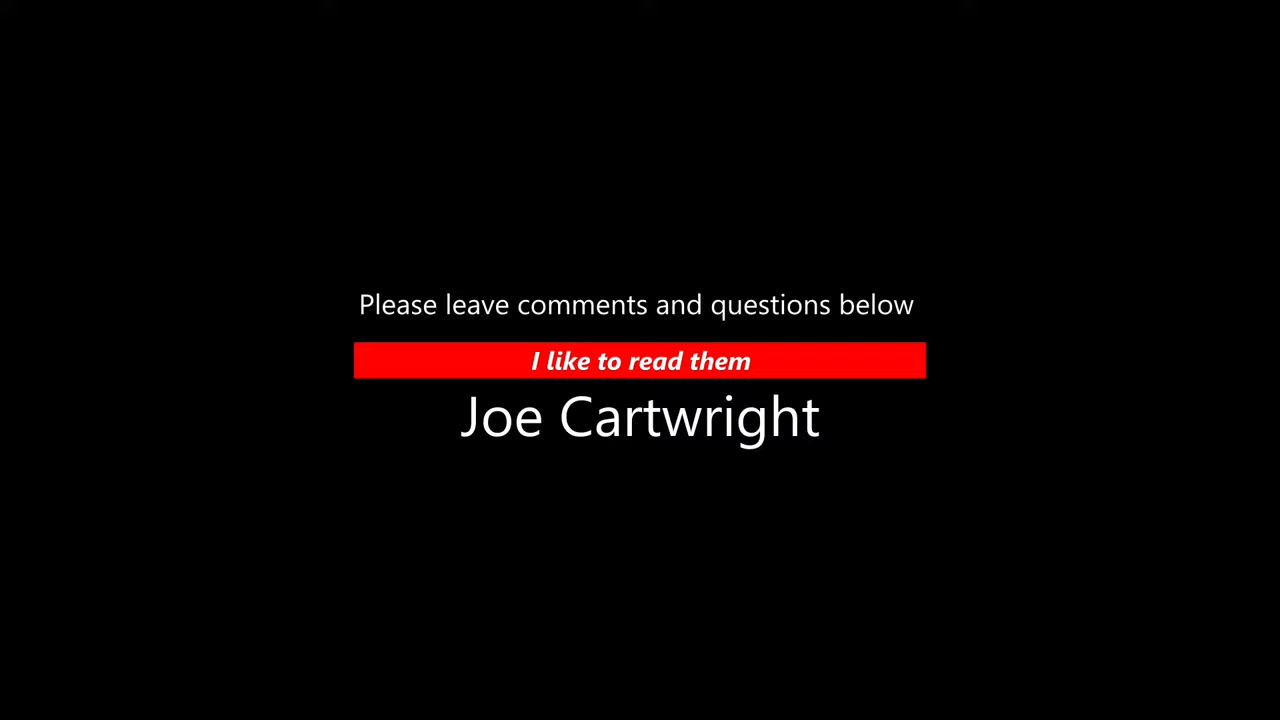 Please leave comments and questions below
I like to read them
Joe Cartwright